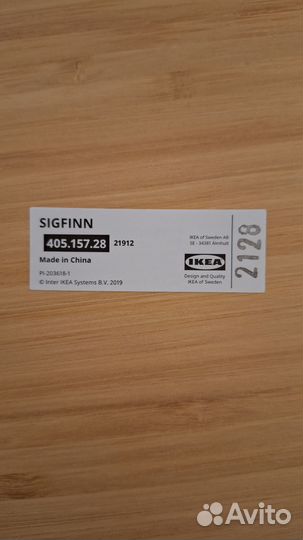 SIGFINN
405.157.28 21912
Made in China
PI-203618-1
© Inter IKEA Systems B.V. 2019
IKEA of Sweden AB
SE - 34381 Älmhult
IKEA
Design and Quality
IKEA of Sweden
2128
Avito